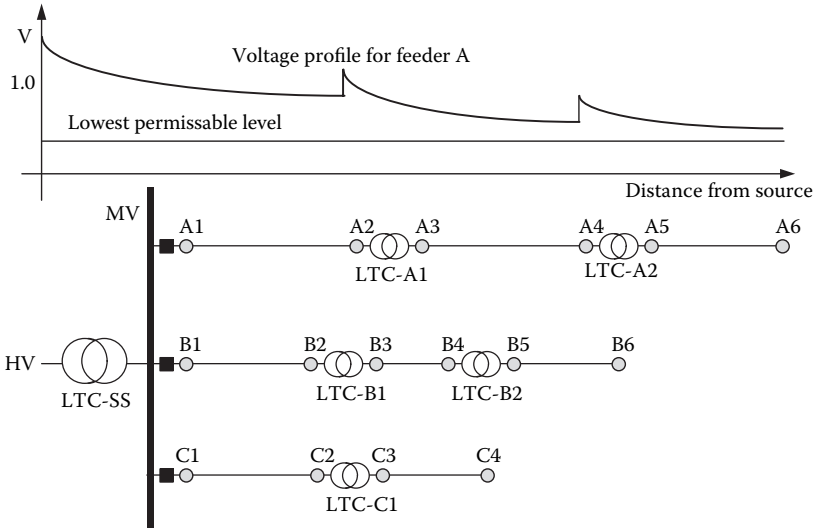 V
Voltage profile for feeder A
1.0
Lowest permissable level
Distance from source
MV
A1
A2
A3
A4
A5
A6
LTC-A1
LTC-A2
HV
B1
B2
B3
B4
B5
B6
LTC-SS
LTC-B1
LTC-B2
C1
C2
C3
C4
LTC-C1